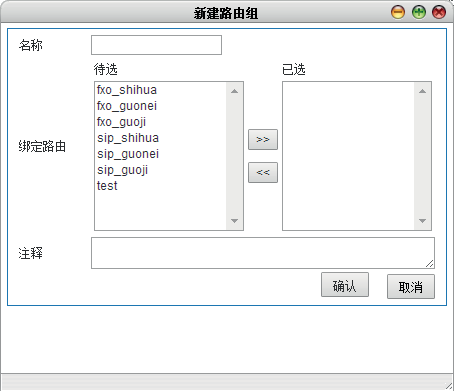 新建路由组
名称
待选 已选
fxo_shihua
fxo_guonei
fxo_guoji
sip_shihua
sip_guonei
sip_guoji
test
绑定路由
>>
<<
注释
确认 取消